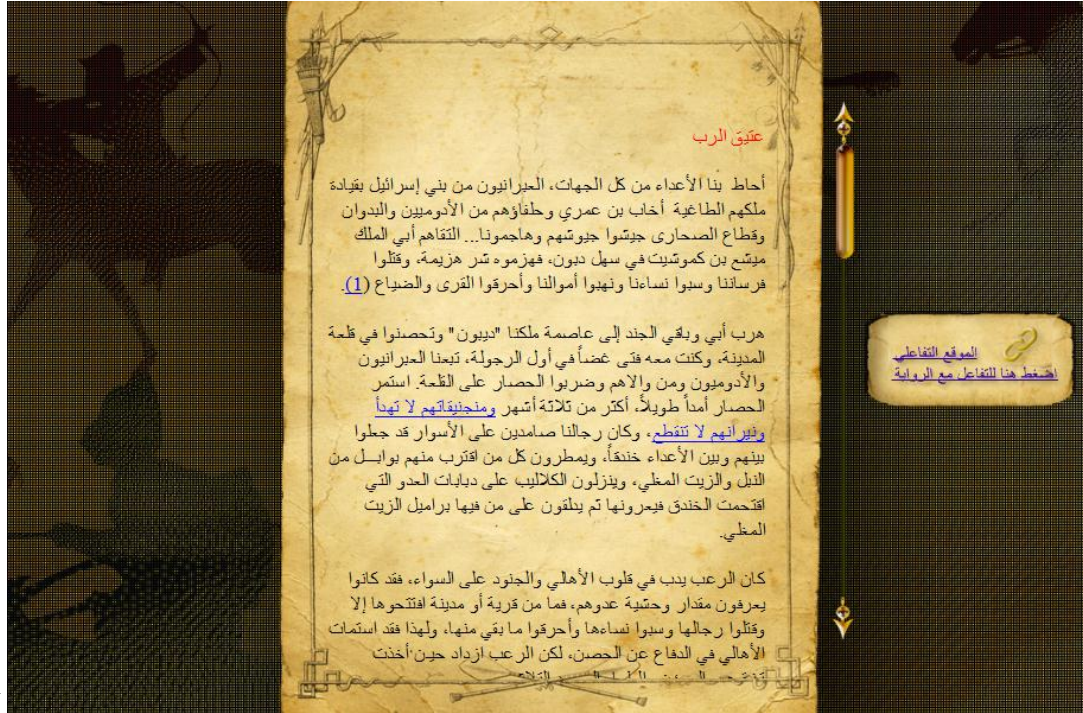 عتيق الرب
أحاط بنا الأعداء من كل الجهات، العبرانيون من بني إسرائيل بقيادة
ملكهم الطاغية أخاب بن عمري وحلفاؤهم من الأدوميين والبدوان
وقطاع الصحارى جيشوا جيوشهم وهاجمونا... التقاهم أبي الملك
ميشع بن كموشيت في سهل دبون، فهزموه شر هزيمة، وقتلوا
فرساننا وسبوا نساءنا ونهبوا أموالنا وأحرقوا القرى والضياع (1).
هرب أبي وباقي الجند إلى عاصمة ملكنا "ديبون" وتحصنوا في قلعة
المدينة، وكنت معه فتى غضاً في أول الرجولة، تبعنا العبرانيون
والأدوميون ومن والاهم وضربوا الحصار على القلعة. استمر
الحصار أمداً طويلاً، أكثر من ثلاثة أشهر ومنجنيقاتهم لا تهدأ
ونيرانهم لا تنقطع، وكان رجالنا صامدين على الأسوار قد جعلوا
بينهم وبين الأعداء خندقاً، ويمطرون كل من اقترب منهم بوابــل من
النبل والزيت المغلي، وينزلون الكلاليب على دبابات العدو التي
اقتحمت الخندق فيعرونها ثم يدلقون على من فيها براميل الزيت
المغلي.
كان الرعب يدب في قلوب الأهالي والجنود على السواء، فقد كانوا
يعرفون مقدار وحشية عدوهم، فما من قرية أو مدينة افتتحوها إلا
وقتلوا رجالها وسبوا نساءها وأحرقوا ما بقي منها، ولهذا فقد استمات
الأهالي في الدفاع عن الحصن، لكن الرعب ازداد حين أخذت
الموقع التفاعلي
اضغط هنا للتفاعل مع الرواية